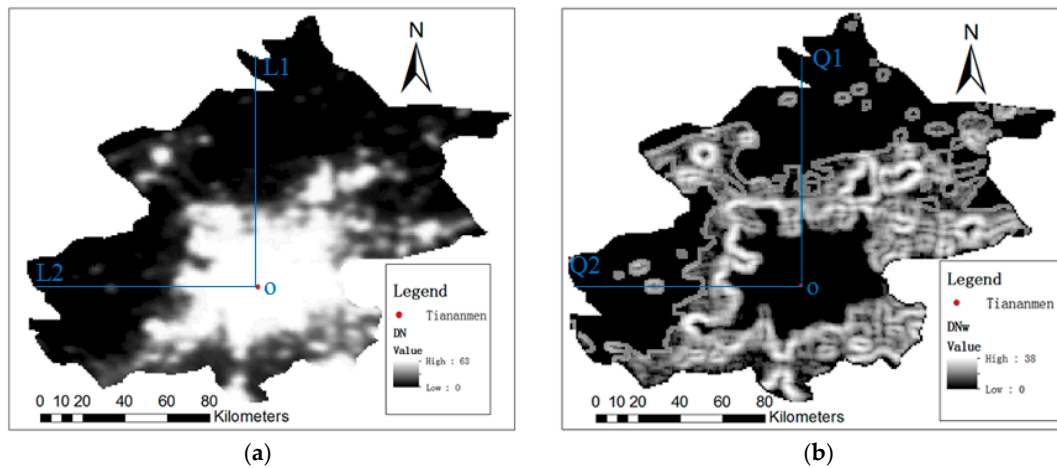 N
L1
L2
O
Legend
Tiananmen
DN
Value
High : 63
Low : 0
0 10 20 40 60 80
Kilometers
(a)
N
Q1
Q2
O
Legend
Tiananmen
DNw
Value
High : 38
Low : 0
0 10 20 40 60 80
Kilometers
(b)